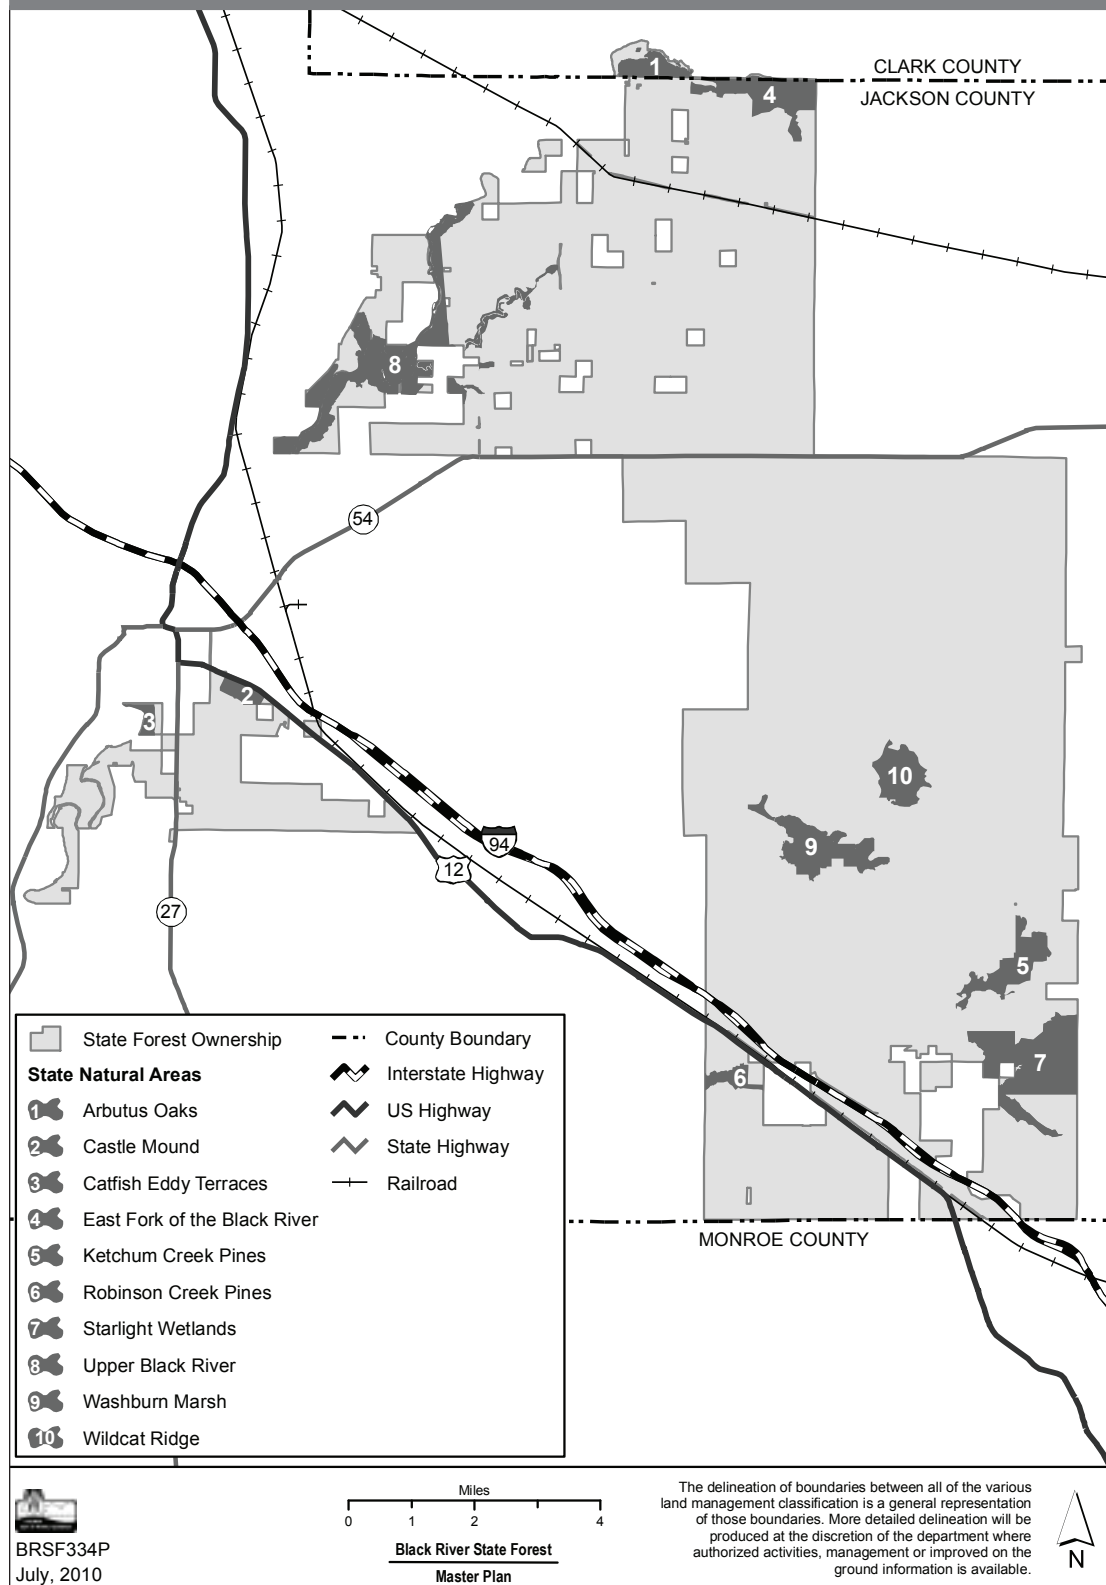 1
CLARK COUNTY
4
JACKSON COUNTY
8
54
2
3
10
9
94
12
27
5
7
6
State Forest Ownership
State Natural Areas
1 Arbutus Oaks
2 Castle Mound
3 Catfish Eddy Terraces
4 East Fork of the Black River
5 Ketchum Creek Pines
6 Robinson Creek Pines
7 Starlight Wetlands
8 Upper Black River
9 Washburn Marsh
10 Wildcat Ridge
County Boundary
Interstate Highway
US Highway
State Highway
Railroad
MONROE COUNTY
BRSF334P
July, 2010
Miles
0 1 2 4
Black River State Forest
Master Plan
The delineation of boundaries between all of the various
land management classification is a general representation
of those boundaries. More detailed delineation will be
produced at the discretion of the department where
authorized activities, management or improved on the
ground information is available.
N